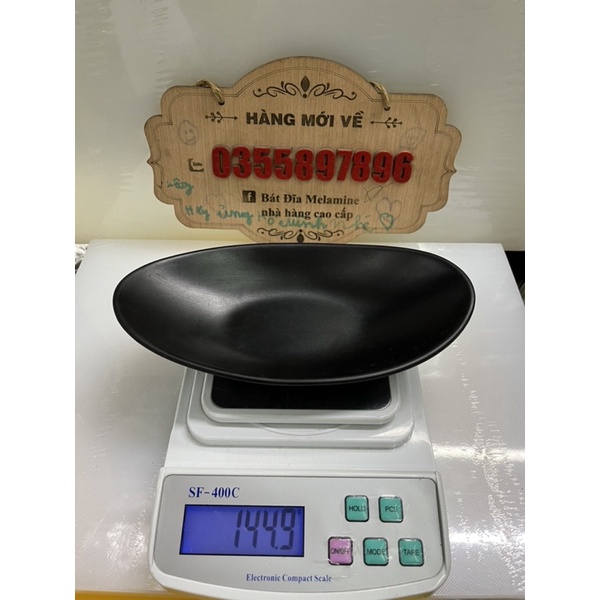 HÀNG MỚI VỀ
0355897896
Bát Đĩa Melamine
nhà hàng cao cấp
SF-400C
144.9
HOLD PCS
ON/OFF MODE TARE
Electronic Compact Scale